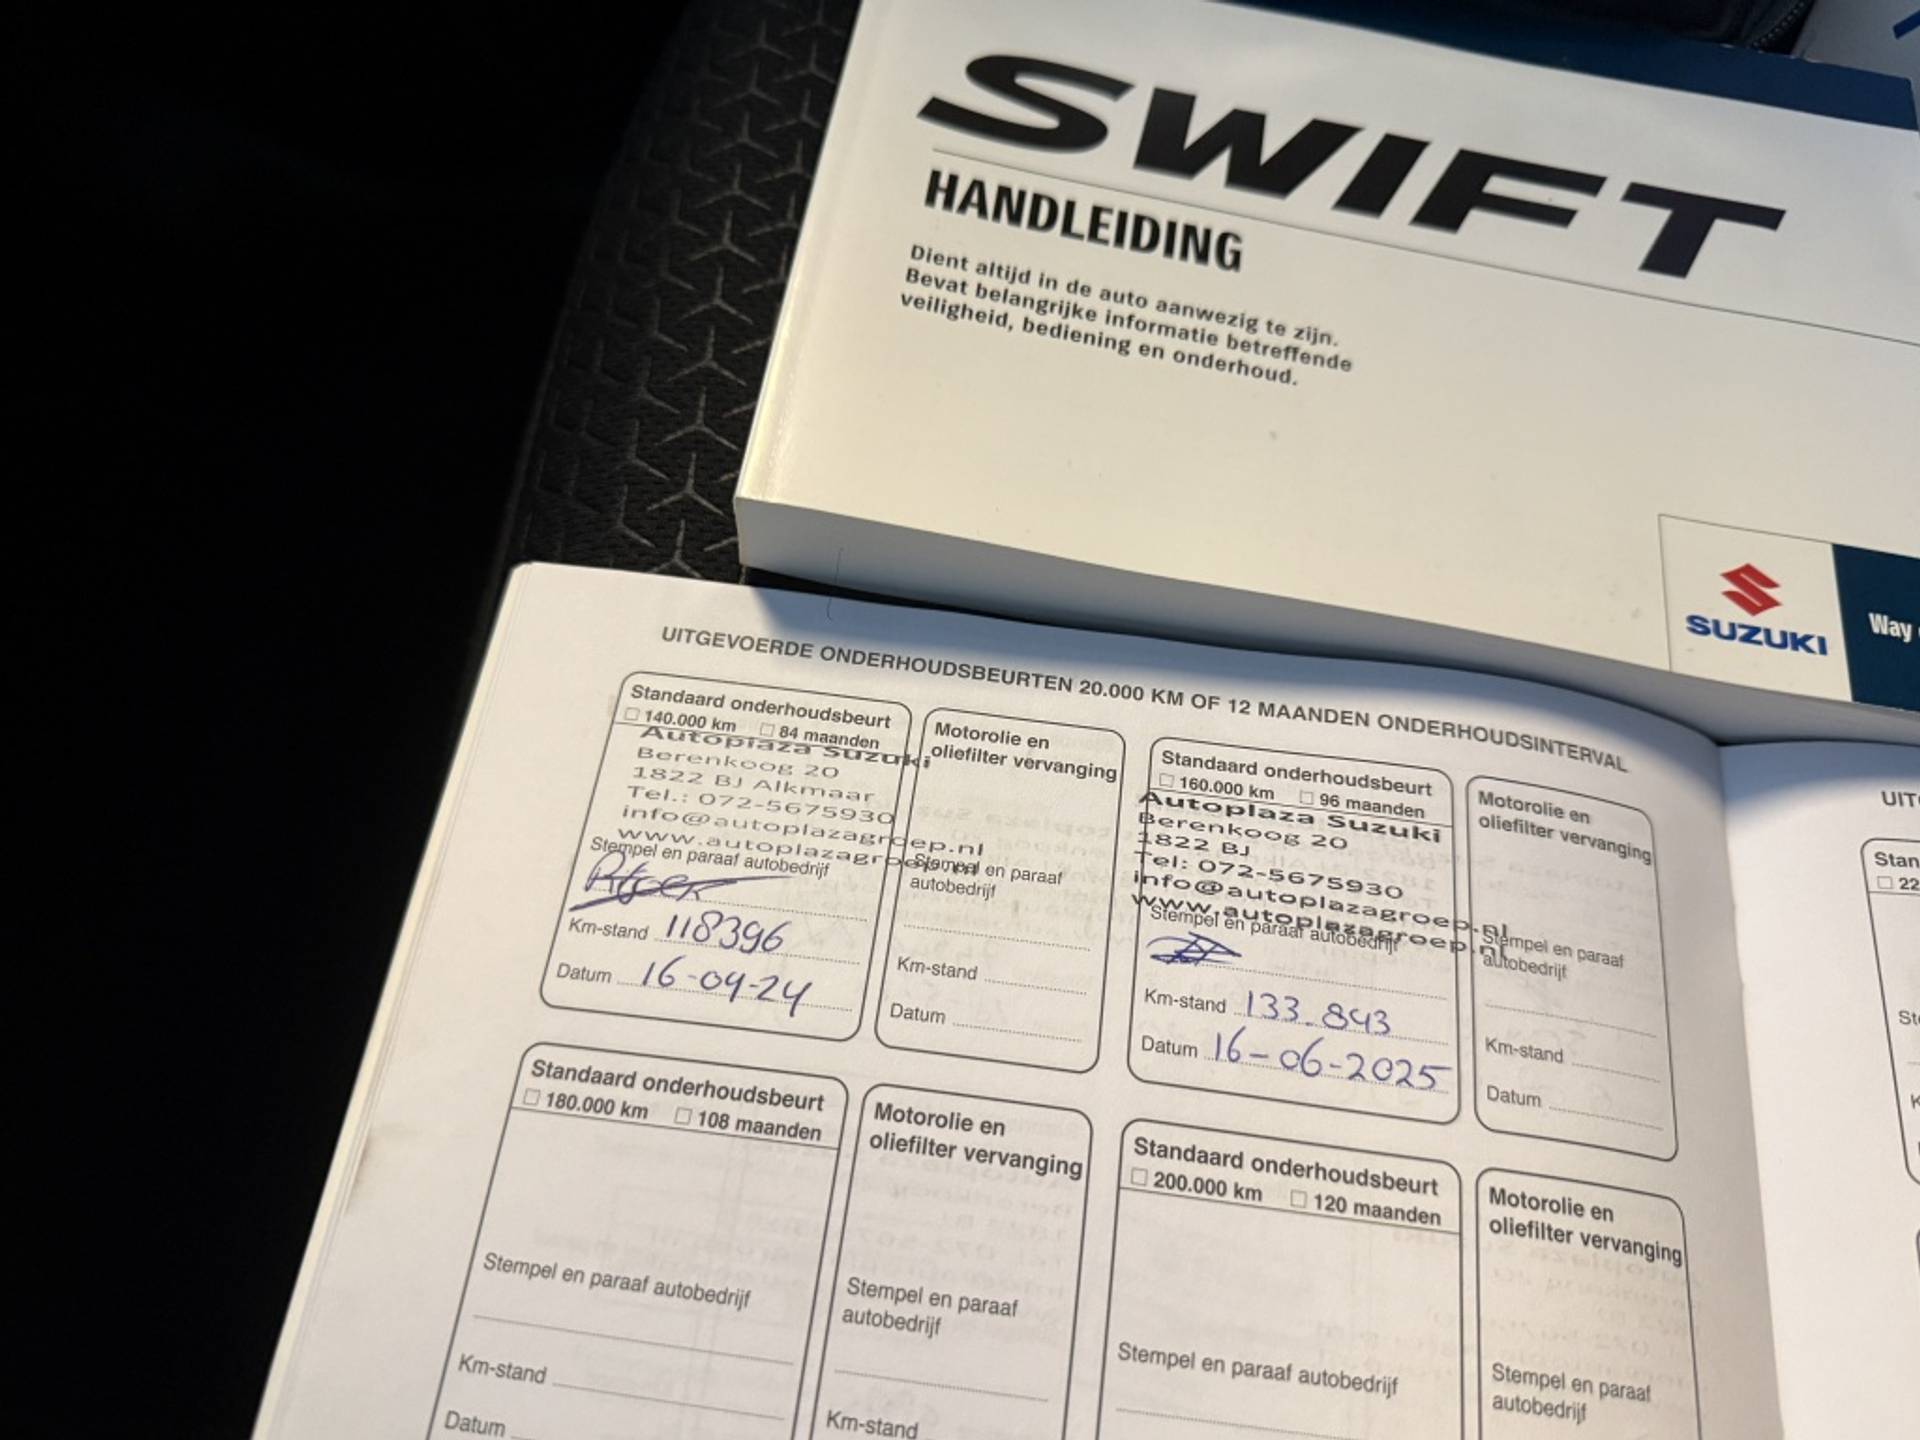 SWIFT
HANDLEIDING
Dient altijd in de auto aanwezig te zijn.
Bevat belangrijke informatie betreffende
veiligheid, bediening en onderhoud.
SUZUKI
Way
UITGEVOERDE ONDERHOUDSBEURTEN 20.000 KM OF 12 MAANDEN ONDERHOUDSINTERVAL
Standaard onderhoudsbeurt
140.000 km 84 maanden
Autoplaza Suzuki
Berenkoog 20
1822 BJ Alkmaar
Tel.: 072-5675930
info@autoplazagroep.nl
www.autoplazagroep.nl
Stempel en paraaf autobedrijf
Km-stand 118396
Datum 16-04-24
Motorolie en
oliefilter vervanging
Stempel en paraaf
autobedrijf
Km-stand
Datum
Standaard onderhoudsbeurt
160.000 km 96 maanden
Autoplaza Suzuki
Berenkoog 20
1822 BJ
Tel: 072-5675930
info@autoplazagroep.nl
www.autoplazagroep.nl
Stempel en paraaf autobedrijf
Km-stand 133.843
Datum 16-06-2025
Motorolie en
oliefilter vervanging
Stempel en paraaf
autobedrijf
Km-stand
Datum
Standaard onderhoudsbeurt
180.000 km 108 maanden
Stempel en paraaf autobedrijf
Km-stand
Datum
Motorolie en
oliefilter vervanging
Stempel en paraaf
autobedrijf
Km-stand
Standaard onderhoudsbeurt
200.000 km 120 maanden
Stempel en paraaf autobedrijf
Motorolie en
oliefilter vervanging
Stempel en paraaf
autobedrijf